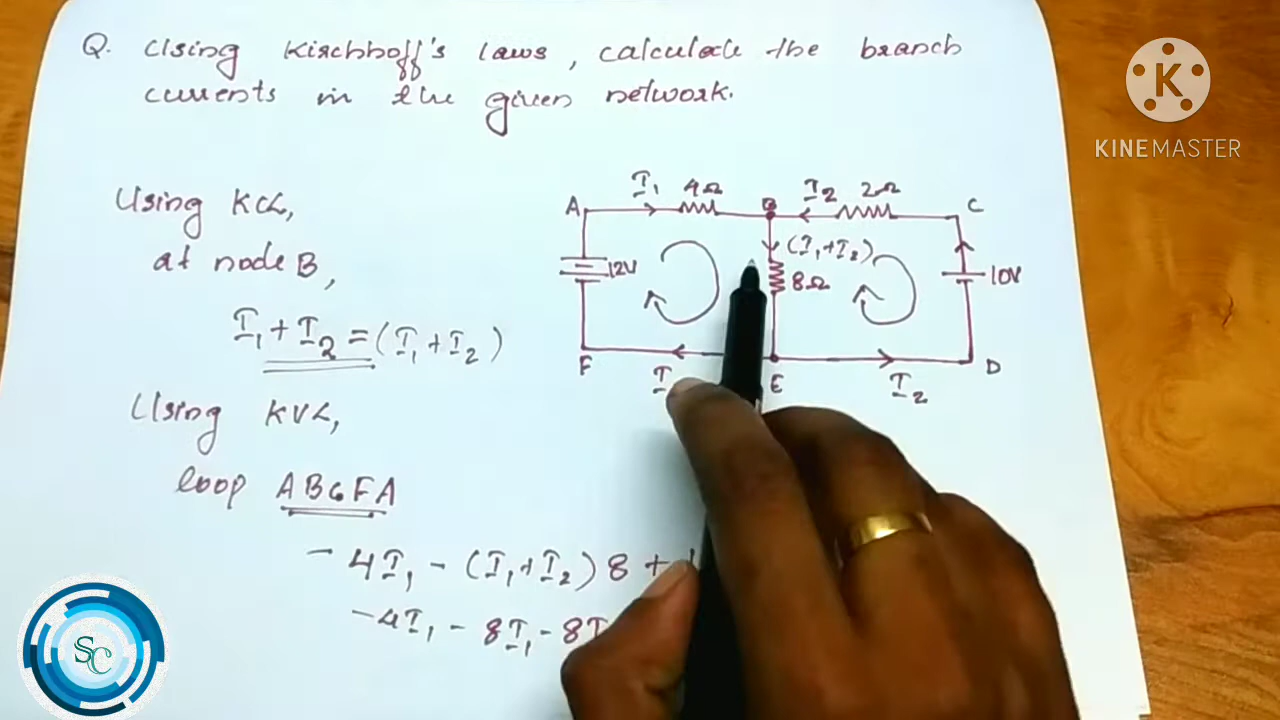 Q. Using Kirchhoff's laws, calculate the branch
currents in the given network.
K
KINEMASTER
Using KCL,
at node B,
I₁ + I₂ = (I₁ + I₂)
Using KVL,
loop ABEFA
- 4I₁ - (I₁ + I₂) 8 +
- 4I₁ - 8I₁ - 8I
A
I₁
4Ω
B
I₂
2Ω
C
12V
(I₁+I₂)
8Ω
10V
F
I
E
I₂
D
SC